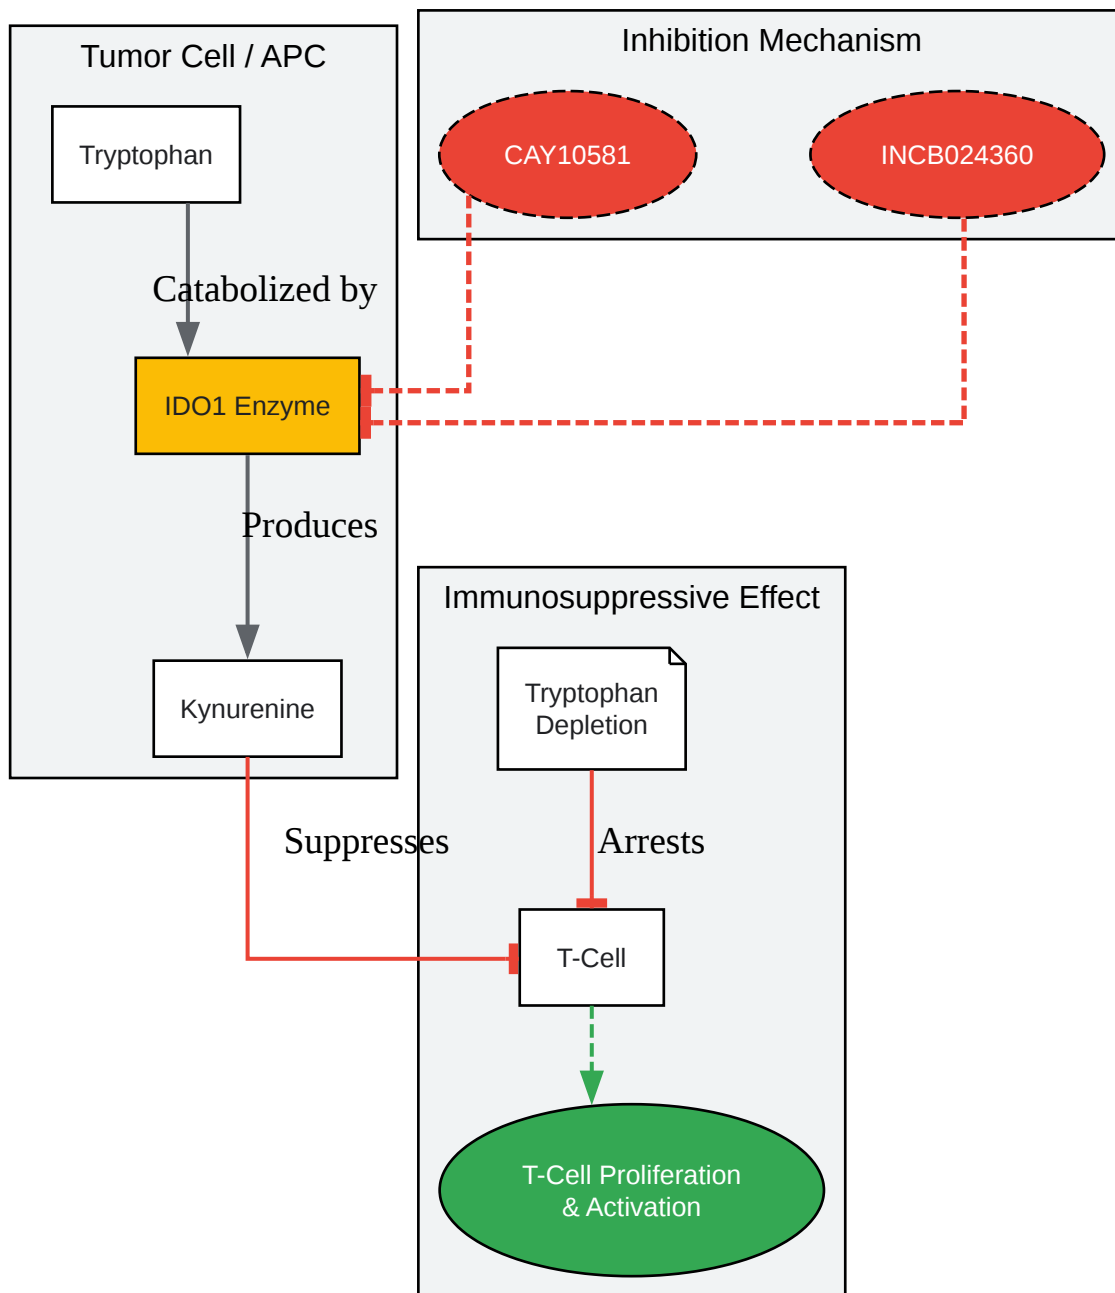 Tumor Cell / APC
Inhibition Mechanism
Tryptophan
CAY10581
INCB024360
Catabolized by
IDO1 Enzyme
Produces
Immunosuppressive Effect
Kynurenine
Tryptophan
Depletion
Suppresses
Arrests
T-Cell
T-Cell Proliferation
& Activation